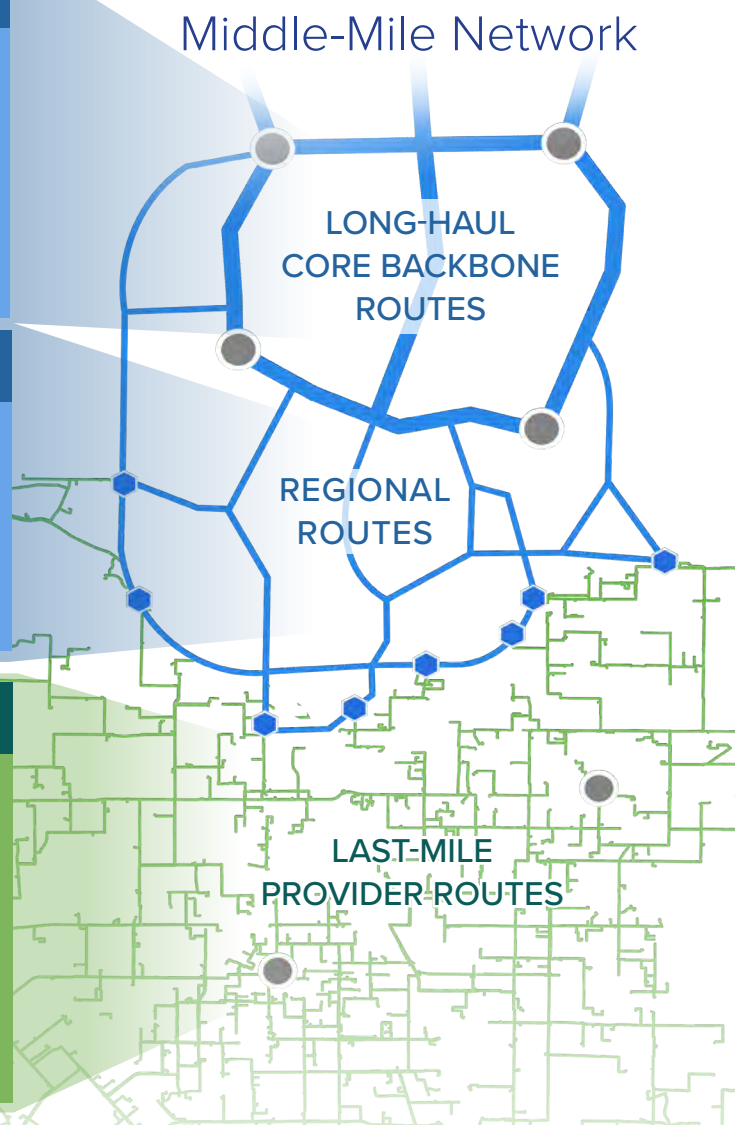 Middle-Mile Network
LONG-HAUL
CORE BACKBONE
ROUTES
REGIONAL
ROUTES
LAST-MILE
PROVIDER ROUTES